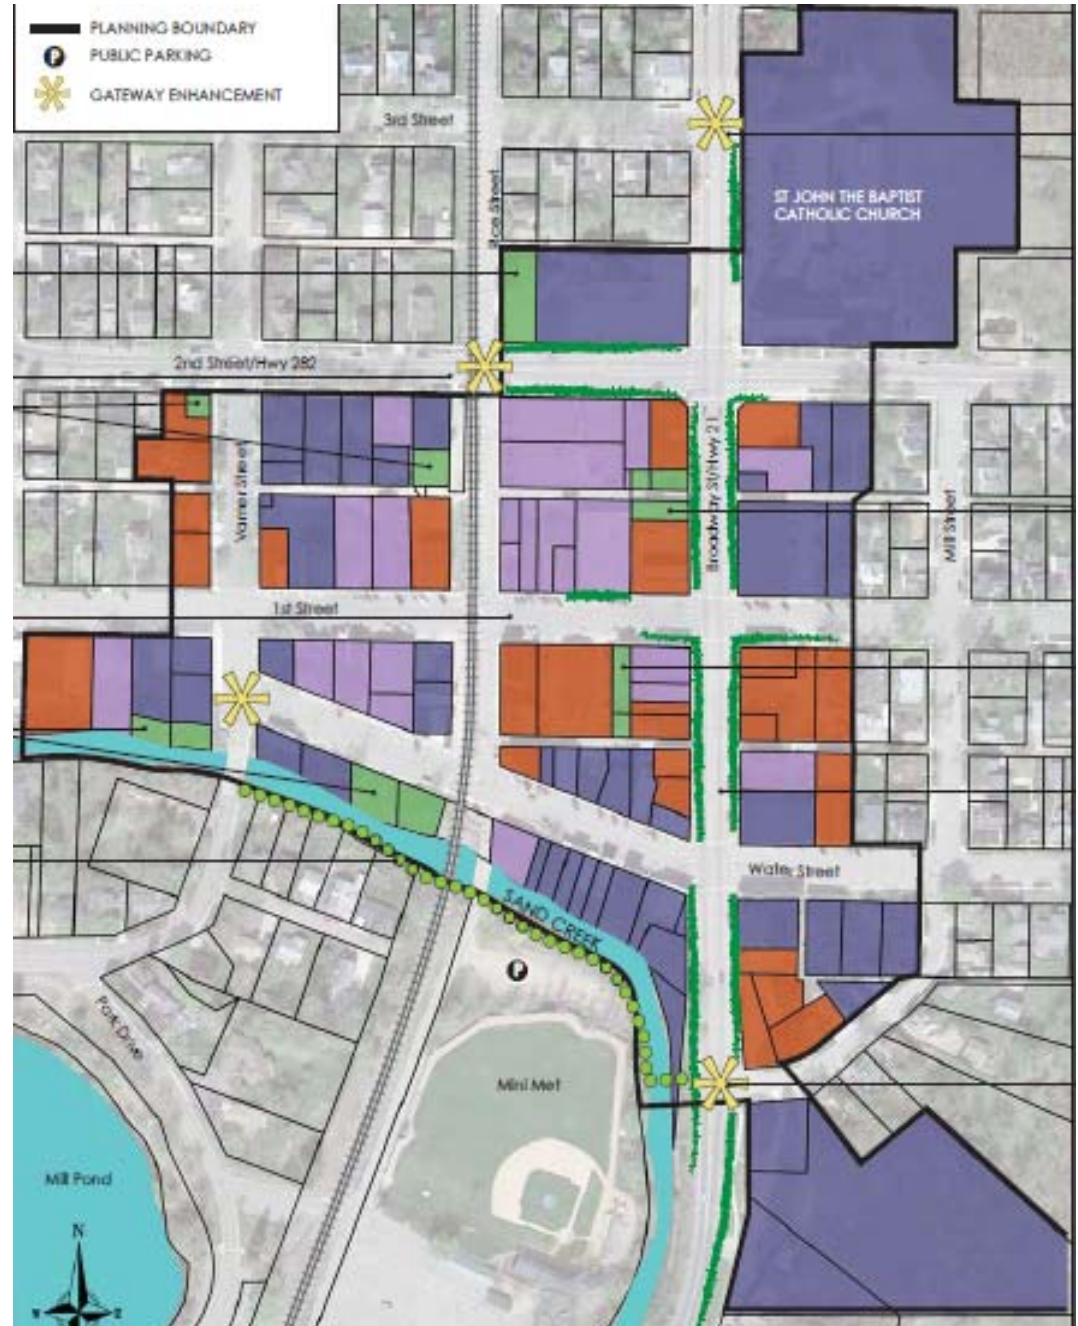 PLANNING BOUNDARY
P
PUBLIC PARKING
GATEWAY ENHANCEMENT
3rd Street
Street
ST JOHN THE BAPTIST
CATHOLIC CHURCH
2nd Street/Hwy 282
Varner Street
Broadway St/Hwy 21
Mill Street
1st Street
Water Street
SAND CREEK
P
Park Drive
Mini Met
Mill Pond
N
W
E